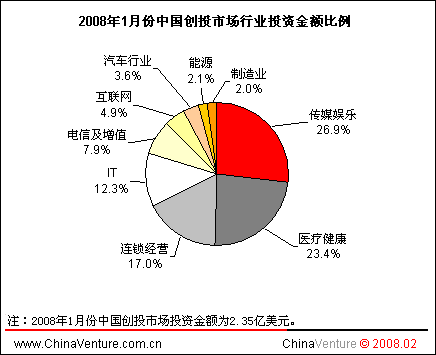 2008年1月份中国创投市场行业投资金额比例
传媒娱乐
26.9%
医疗健康
23.4%
连锁经营
17.0%
IT
12.3%
电信及增值
7.9%
互联网
4.9%
汽车行业
3.6%
能源
2.1%
制造业
2.0%
注：2008年1月份中国创投市场投资金额为2.35亿美元。
www.ChinaVenture.com.cn ChinaVenture © 2008.02